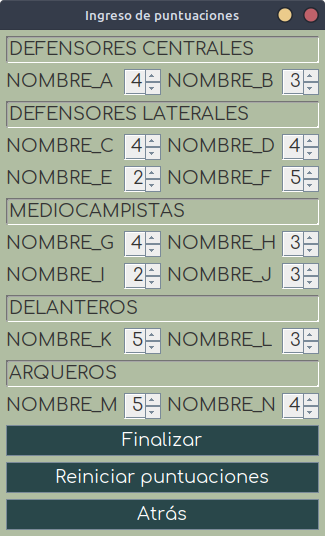 Ingreso de puntuaciones
DEFENSORES CENTRALES
NOMBRE_A 4 NOMBRE_B 3
DEFENSORES LATERALES
NOMBRE_C 4 NOMBRE_D 4
NOMBRE_E 2 NOMBRE_F 5
MEDIOCAMPISTAS
NOMBRE_G 4 NOMBRE_H 3
NOMBRE_I 2 NOMBRE_J 3
DELANTEROS
NOMBRE_K 5 NOMBRE_L 3
ARQUEROS
NOMBRE_M 5 NOMBRE_N 4
Finalizar
Reiniciar puntuaciones
Atrás